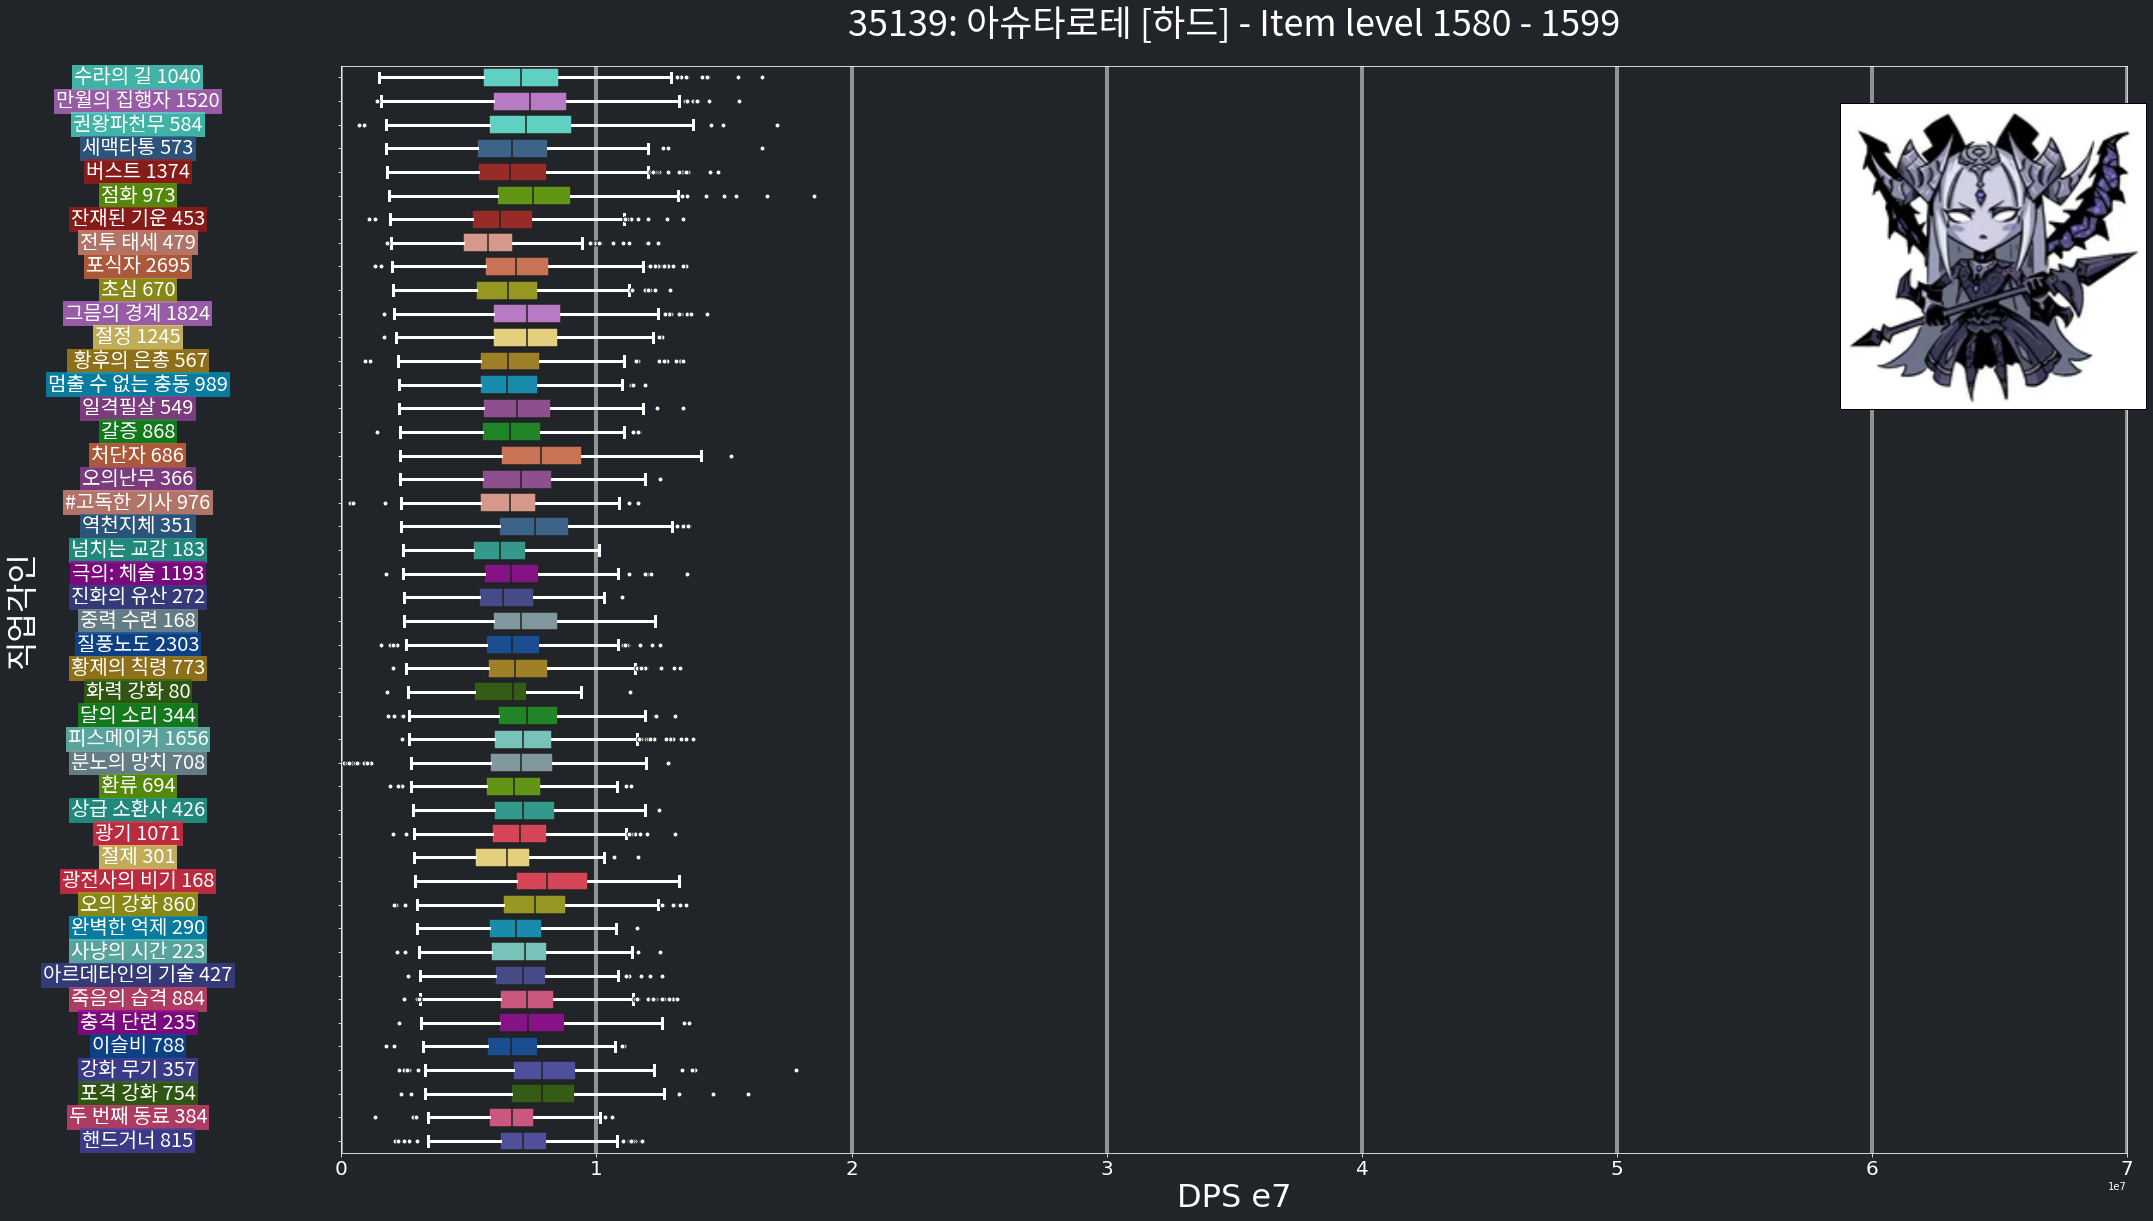 35139: 아슈타로테 [하드] - Item level 1580 - 1599
직업각인
수라의 길 1040
만월의 집행자 1520
권왕파천무 584
세맥타통 573
버스트 1374
점화 973
잔재된 기운 453
전투 태세 479
포식자 2695
초심 670
그믐의 경계 1824
절정 1245
황후의 은총 567
멈출 수 없는 충동 989
일격필살 549
갈증 868
처단자 686
오의난무 366
#고독한 기사 976
역천지체 351
넘치는 교감 183
극의: 체술 1193
진화의 유산 272
중력 수련 168
질풍노도 2303
황제의 칙령 773
화력 강화 80
달의 소리 344
피스메이커 1656
분노의 망치 708
환류 694
상급 소환사 426
광기 1071
절제 301
광전사의 비기 168
오의 강화 860
완벽한 억제 290
사냥의 시간 223
아르데타인의 기술 427
죽음의 습격 884
충격 단련 235
이슬비 788
강화 무기 357
포격 강화 754
두 번째 동료 384
핸드거너 815
0 1 2 3 4 5 6 7
1e7
DPS e7